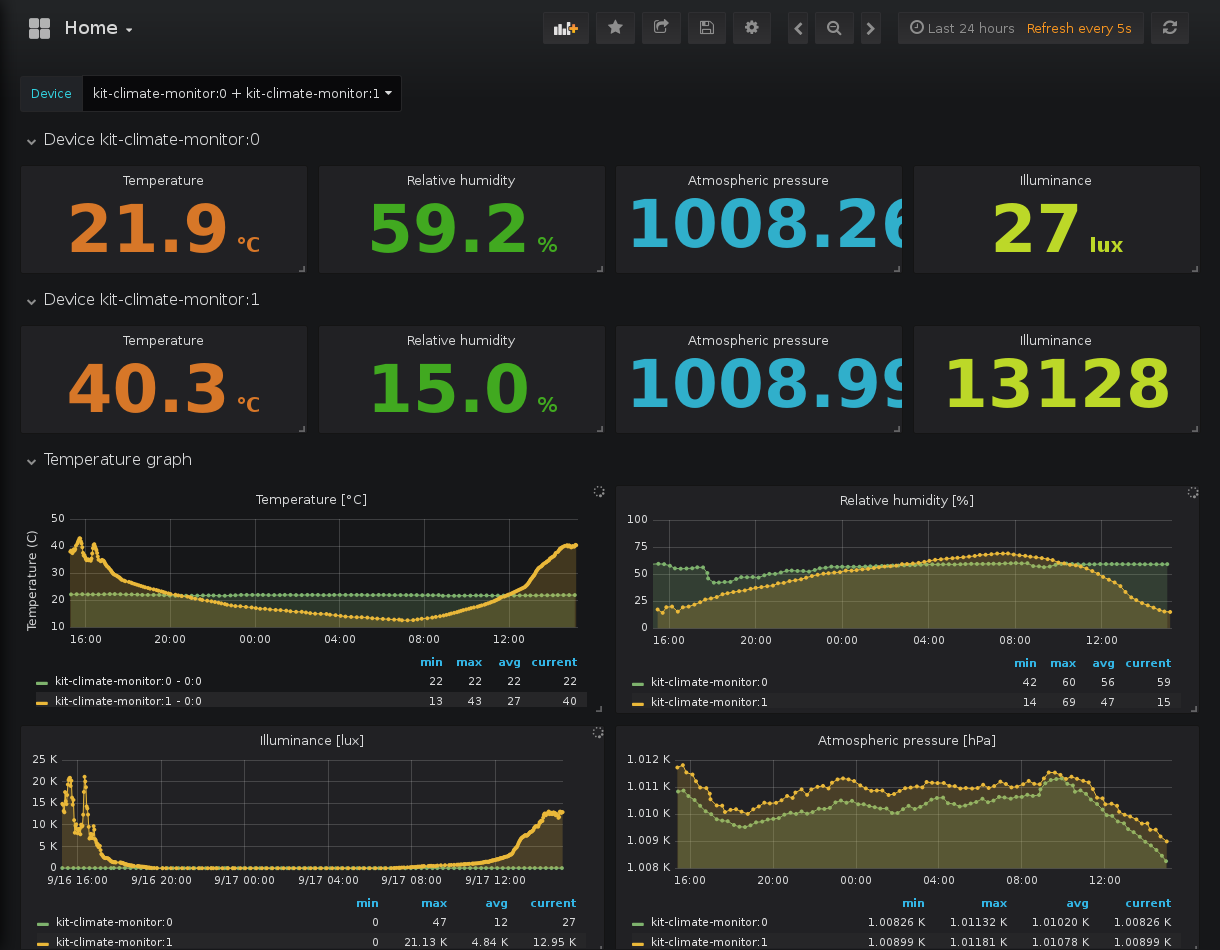 Home
Last 24 hours Refresh every 5s
Device kit-climate-monitor:0 + kit-climate-monitor:1
Device kit-climate-monitor:0
Temperature Relative humidity Atmospheric pressure Illuminance
21.9 °C 59.2 % 1008.26 27 lux
Device kit-climate-monitor:1
Temperature Relative humidity Atmospheric pressure Illuminance
40.3 °C 15.0 % 1008.99 13128
Temperature graph
Temperature [°C]
Temperature (C)
50
40
30
20
10
16:00 20:00 00:00 04:00 08:00 12:00
min max avg current
kit-climate-monitor:0 - 0:0 22 22 22 22
kit-climate-monitor:1 - 0:0 13 43 27 40
Relative humidity [%]
100
75
50
25
0
16:00 20:00 00:00 04:00 08:00 12:00
min max avg current
kit-climate-monitor:0 42 60 56 59
kit-climate-monitor:1 14 69 47 15
Illuminance [lux]
25 K
20 K
15 K
10 K
5 K
0
9/16 16:00 9/16 20:00 9/17 00:00 9/17 04:00 9/17 08:00 9/17 12:00
min max avg current
kit-climate-monitor:0 0 47 12 27
kit-climate-monitor:1 0 21.13 K 4.84 K 12.95 K
Atmospheric pressure [hPa]
1.012 K
1.011 K
1.010 K
1.009 K
1.008 K
16:00 20:00 00:00 04:00 08:00 12:00
min max avg current
kit-climate-monitor:0 1.00826 K 1.01132 K 1.01020 K 1.00826 K
kit-climate-monitor:1 1.00899 K 1.01181 K 1.01078 K 1.00899 K